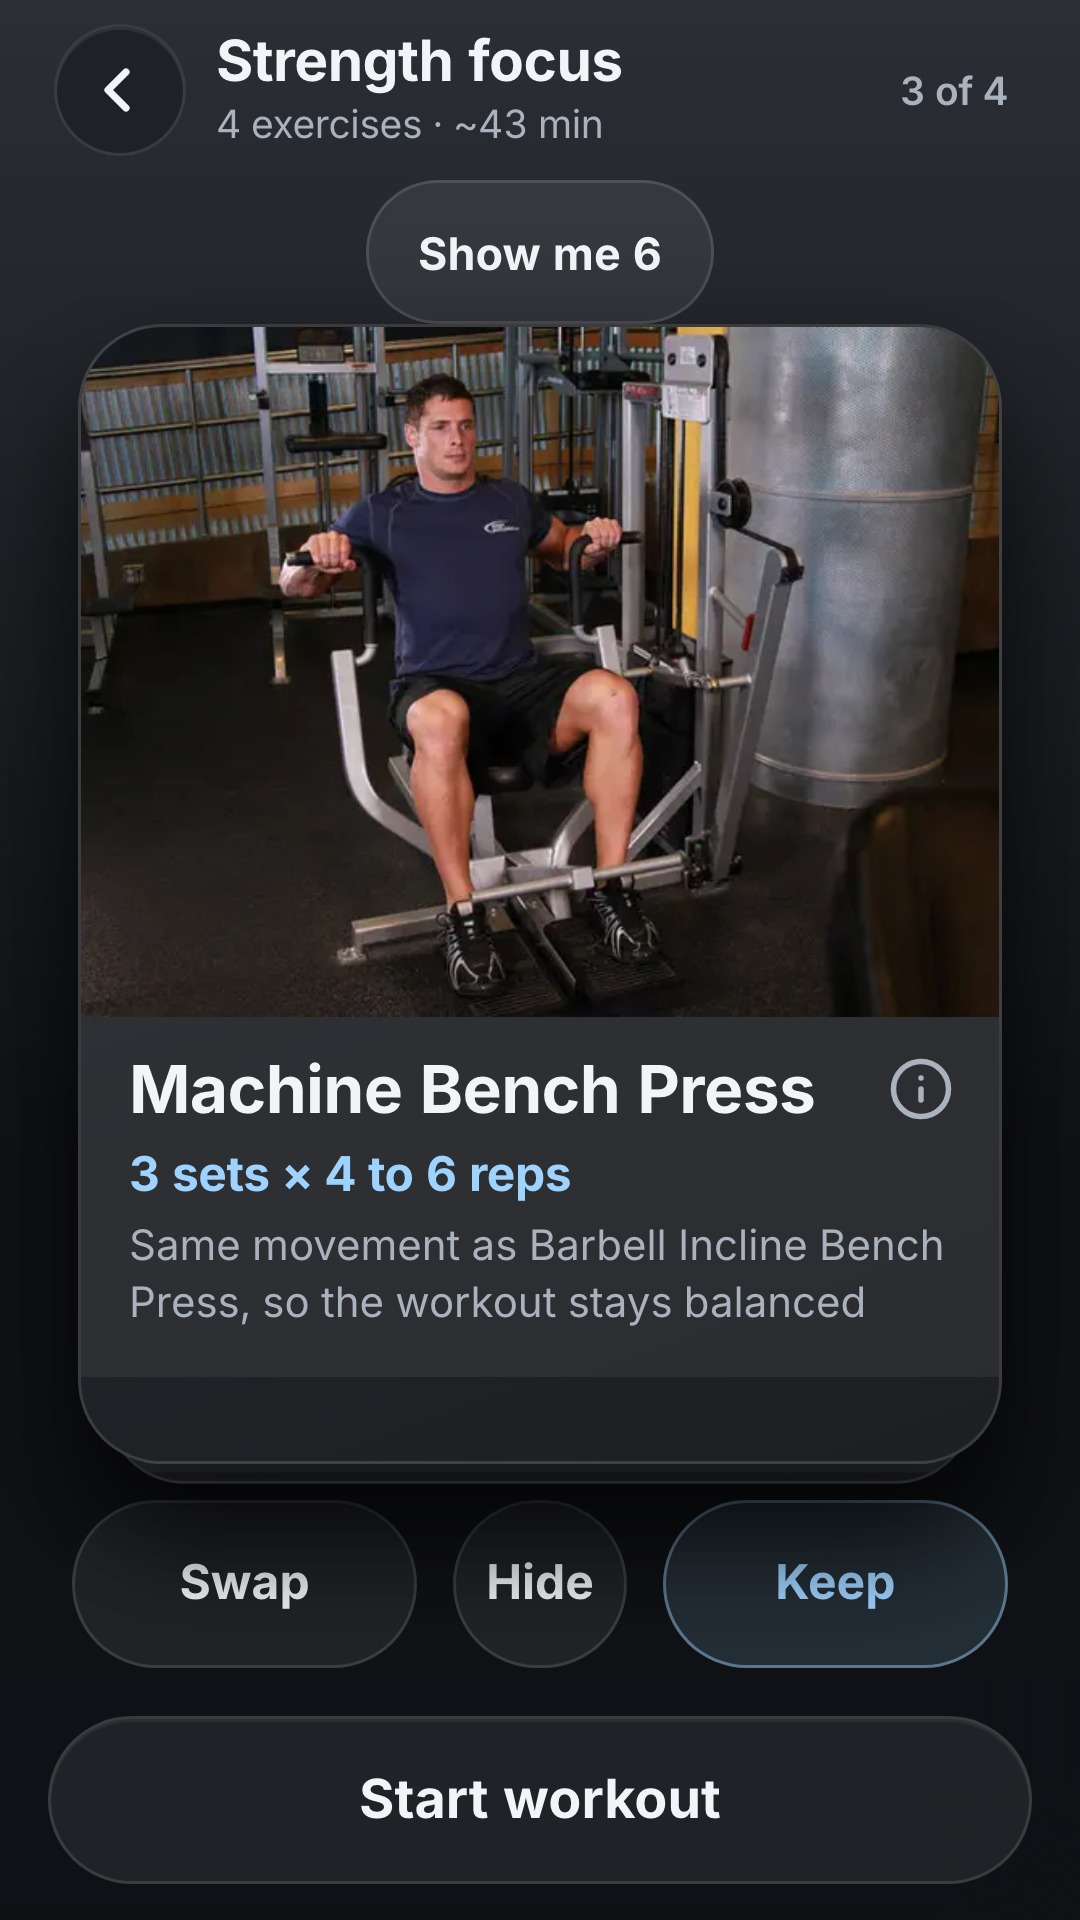 Strength focus
4 exercises · ~43 min
3 of 4
Show me 6
Machine Bench Press
3 sets × 4 to 6 reps
Same movement as Barbell Incline Bench
Press, so the workout stays balanced
Swap
Hide
Keep
Start workout